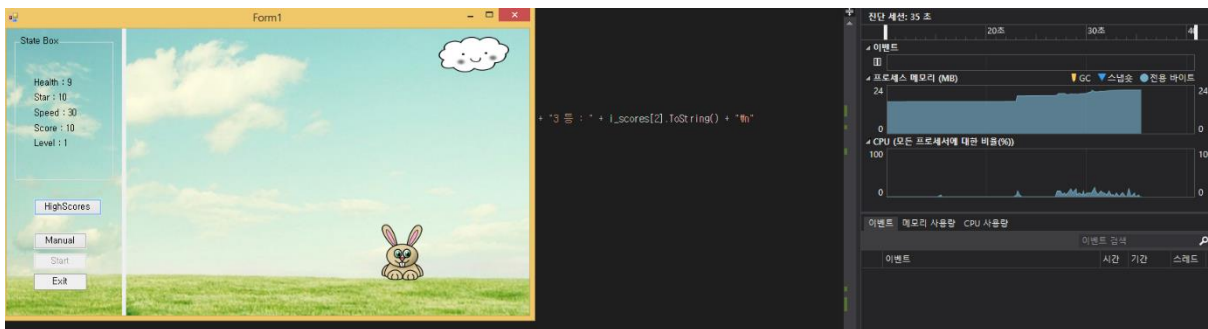 Form1
State Box
Health : 9
Star : 10
Speed : 30
Score : 10
Level : 1
HighScores
Manual
Start
Exit
+ "3 등 : " + i_scores[2].ToString() + "₩n"
진단 세션: 35 초
20초 30초
이벤트
프로세스 메모리 (MB) GC 스냅숏 전용 바이트
24 24
0 0
CPU (모든 프로세서에 대한 비율(%))
100 10
0 0
이벤트 메모리 사용량 CPU 사용량
이벤트 검색
이벤트 시간 기간 스레드